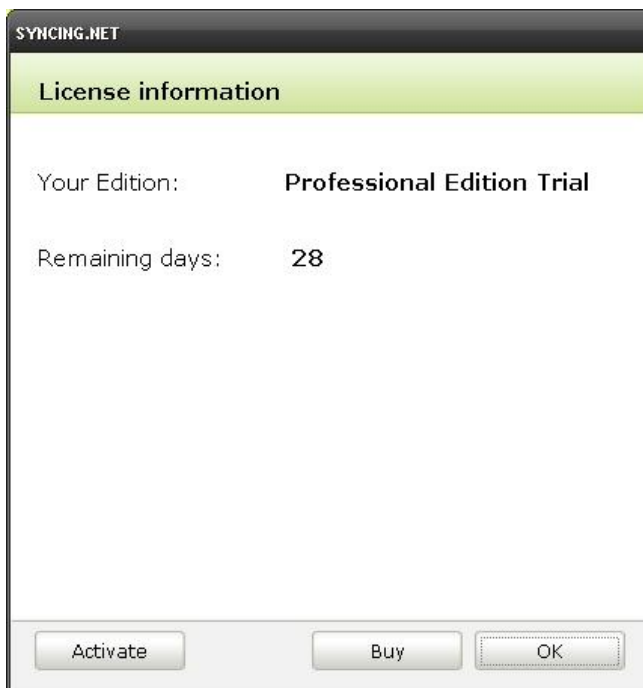 SYNCING.NET
License information
Your Edition: Professional Edition Trial
Remaining days: 28
Activate Buy OK